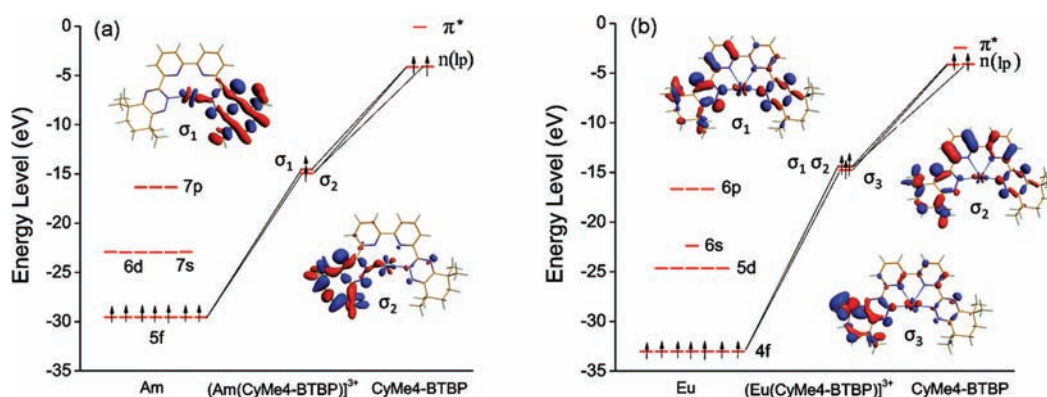 (a)
Energy Level (eV)
0
-5
-10
-15
-20
-25
-30
-35
π*
n(lp)
σ1
σ1
σ2
σ2
7p
6d 7s
5f
Am (Am(CyMe4-BTBP)]3+ CyMe4-BTBP
(b)
Energy Level (eV)
0
-5
-10
-15
-20
-25
-30
-35
π*
n(lp)
σ1
σ1 σ2
σ3
σ2
6p
6s
5d
σ3
4f
Eu (Eu(CyMe4-BTBP)]3+ CyMe4-BTBP